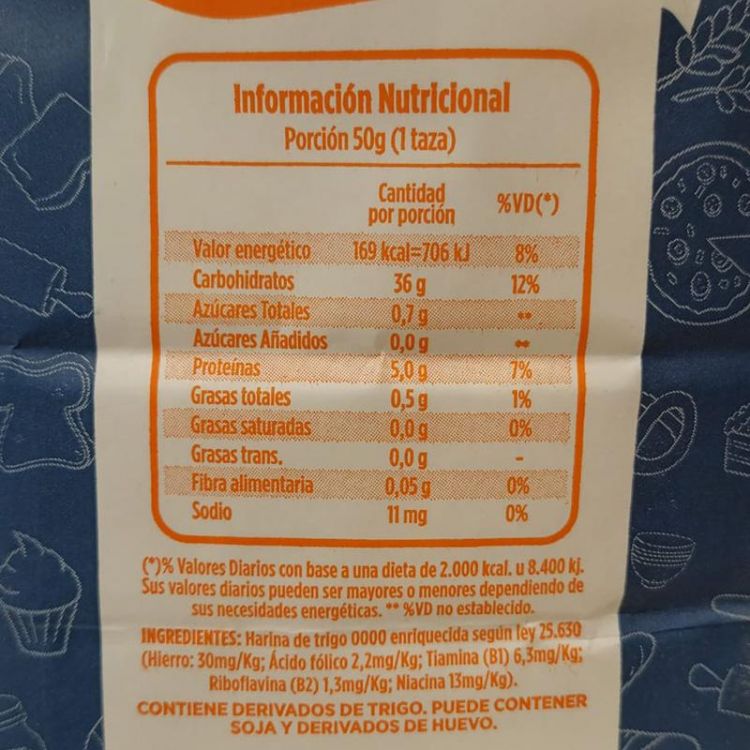 Información Nutricional
Porción 50g (1 taza)
Cantidad
por porción %VD(*)
Valor energético 169 kcal=706 kJ 8%
Carbohidratos 36 g 12%
Azúcares Totales 0,7 g **
Azúcares Añadidos 0,0 g **
Proteínas 5,0 g 7%
Grasas totales 0,5 g 1%
Grasas saturadas 0,0 g 0%
Grasas trans. 0,0 g -
Fibra alimentaria 0,05 g 0%
Sodio 11 mg 0%
(*)% Valores Diarios con base a una dieta de 2.000 kcal. u 8.400 kj.
Sus valores diarios pueden ser mayores o menores dependiendo de
sus necesidades energéticas. ** %VD no establecido.
INGREDIENTES: Harina de trigo 0000 enriquecida según ley 25.630
(Hierro: 30mg/Kg; Ácido fólico 2,2mg/Kg; Tiamina (B1) 6,3mg/Kg;
Riboflavina (B2) 1,3mg/Kg; Niacina 13mg/Kg).
CONTIENE DERIVADOS DE TRIGO. PUEDE CONTENER
SOJA Y DERIVADOS DE HUEVO.